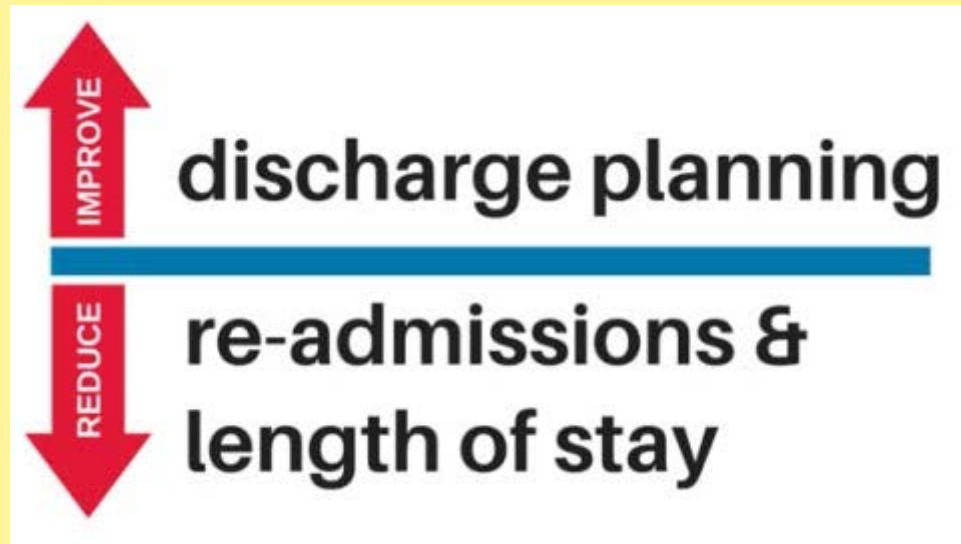 IMPROVE
discharge planning
REDUCE
re-admissions &
length of stay